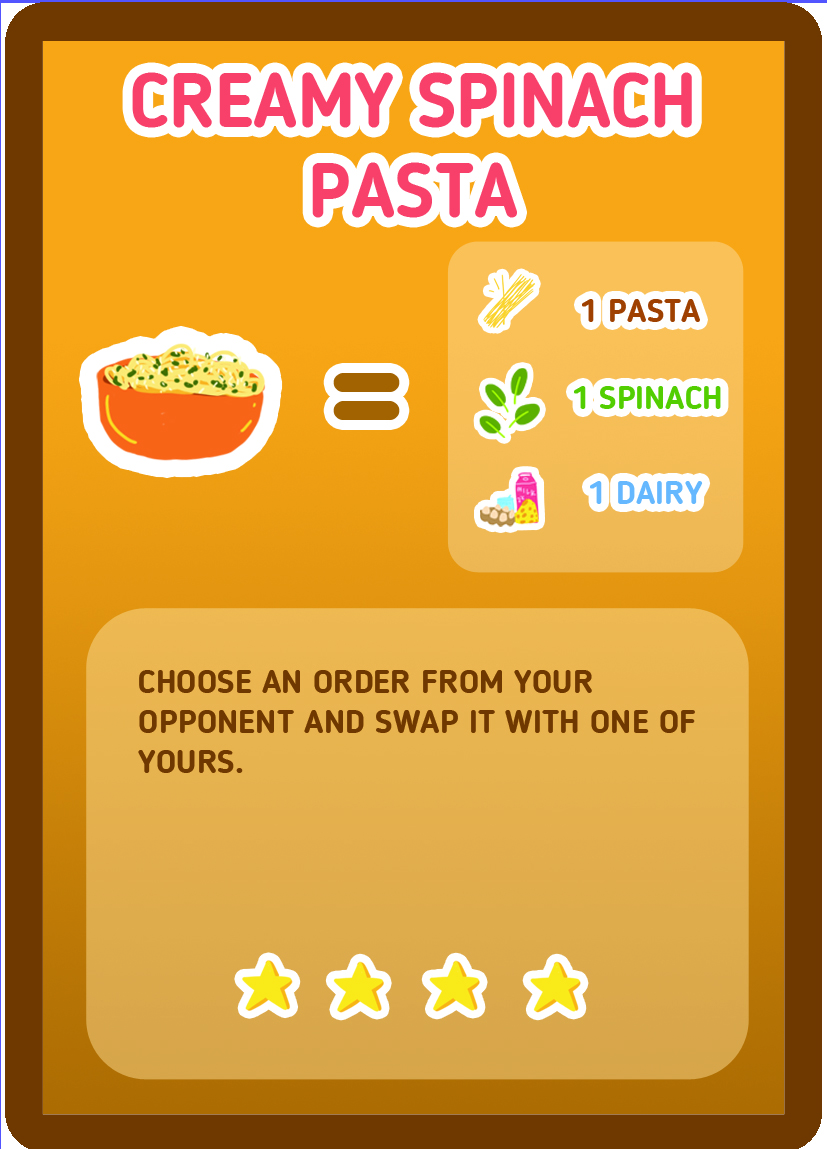 CREAMY SPINACH
PASTA
1 PASTA
1 SPINACH
MILK
1 DAIRY
CHOOSE AN ORDER FROM YOUR
OPPONENT AND SWAP IT WITH ONE OF
YOURS.